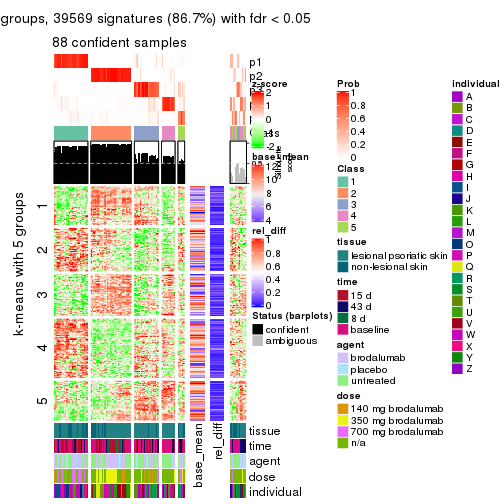 groups, 39569 signatures (86.7%) with fdr < 0.05
88 confident samples
p1
p2
z-score
2
1
0
-2
base_mean
12
10
8
6
4
rel_diff
1
0.8
0.6
0.4
0.2
0
Status (barplots)
confident
ambiguous
k-means with 5 groups
1
2
3
4
5
base_mean
rel_diff
tissue
time
agent
dose
individual
Prob
1
0.8
0.6
0.4
0.2
0
Class
1
2
3
4
5
tissue
lesional psoriatic skin
non-lesional skin
time
15 d
43 d
8 d
baseline
agent
brodalumab
placebo
untreated
dose
140 mg brodalumab
350 mg brodalumab
700 mg brodalumab
n/a
individual
A
B
C
D
E
F
G
H
I
J
K
L
M
O
P
Q
R
S
T
U
V
W
X
Y
Z